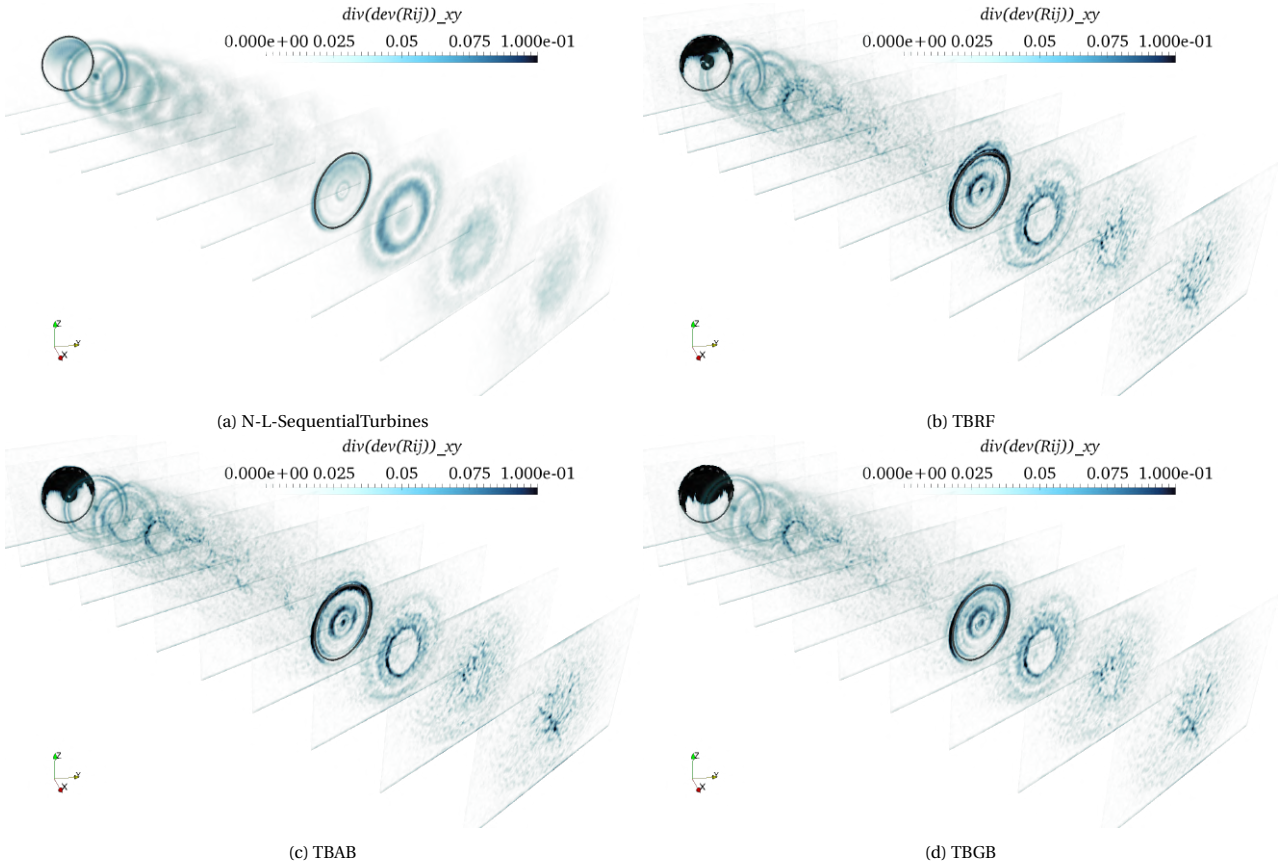 div(dev(Rij))_xy
0.000e+00 0.025 0.05 0.075 1.000e-01
Z
Y
X
(a) N-L-SequentialTurbines
div(dev(Rij))_xy
0.000e+00 0.025 0.05 0.075 1.000e-01
Z
Y
X
(b) TBRF
div(dev(Rij))_xy
0.000e+00 0.025 0.05 0.075 1.000e-01
Z
Y
X
(c) TBAB
div(dev(Rij))_xy
0.000e+00 0.025 0.05 0.075 1.000e-01
Z
Y
X
(d) TBGB